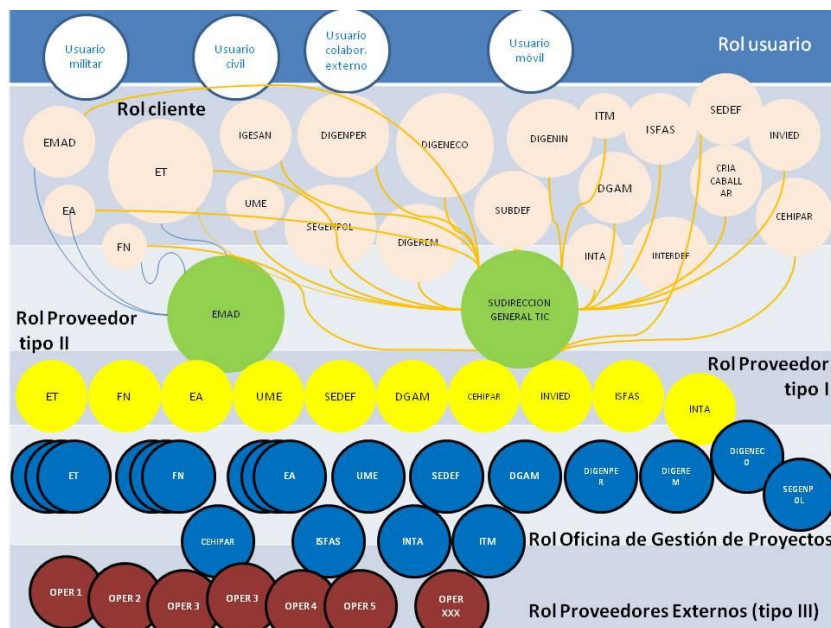 Usuario
militar
Usuario
civil
Usuario
colabor.
externo
Usuario
móvil
Rol usuario
Rol cliente
EMAD
ET
IGESAN
DIGENPER
DIGENECO
DIGENIN
ITM
ISFAS
SEDEF
INVIED
EA
FN
UME
SEGENPOL
DIGEREM
SUBDEF
DGAM
INTA
INTERDEF
CRIA
CABALL
AR
CEHIPAR
EMAD
SUDIRECCION
GENERAL TIC
Rol Proveedor
tipo II
Rol Proveedor
tipo I
ET
FN
EA
UME
SEDEF
DGAM
CEHIPAR
INVIED
ISFAS
INTA
ET
FN
EA
UME
SEDEF
DGAM
DIGENPE
R
DIGERE
M
DIGENEC
O
SEGENP
OL
CEHIPAR
ISFAS
INTA
ITM
Rol Oficina de Gestión de Proyectos
OPER 1
OPER 2
OPER 3
OPER 3
OPER 4
OPER 5
OPER
XXX
Rol Proveedores Externos (tipo III)